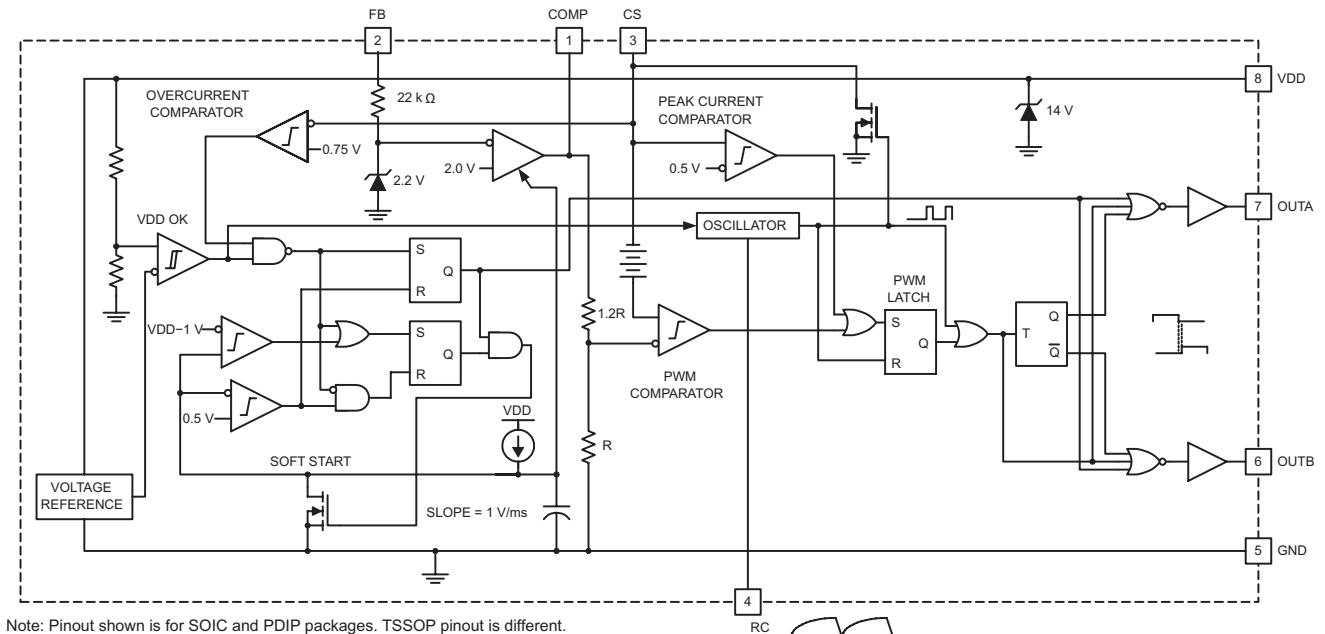 FB
COMP
CS
2
1
3
8
VDD
OVERCURRENT
COMPARATOR
22 k Ω
PEAK CURRENT
COMPARATOR
14 V
0.75 V
2.0 V
0.5 V
2.2 V
VDD OK
OSCILLATOR
7
OUTA
S
Q
R
PWM
LATCH
1.2R
VDD−1 V
S
Q
R
S
Q
R
T
Q
Q
PWM
COMPARATOR
0.5 V
VDD
R
SOFT START
6
OUTB
VOLTAGE
REFERENCE
SLOPE = 1 V/ms
5
GND
4
RC
Note: Pinout shown is for SOIC and PDIP packages. TSSOP pinout is different.